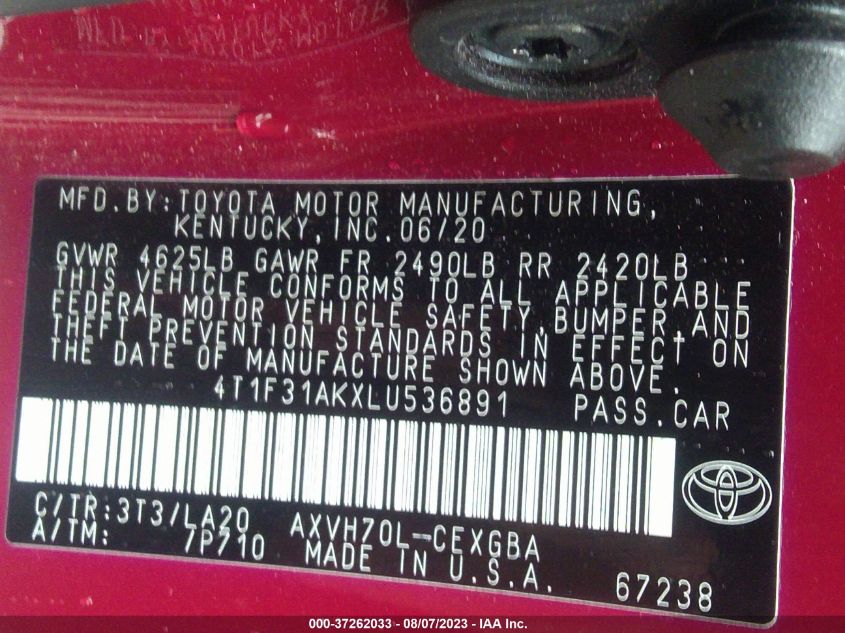 MFD.BY:TOYOTA MOTOR MANUFACTURING,
KENTUCKY,INC.06/20
GVWR 4625LB GAWR FR 2490LB RR 2420LB
THIS VEHICLE CONFORMS TO ALL APPLICABLE
FEDERAL MOTOR VEHICLE SAFETY,BUMPER,AND
THEFT PREVENTION STANDARDS IN EFFECT ON
THE DATE OF MANUFACTURE SHOWN ABOVE.
4T1F31AKXLU536891 PASS.CAR
C/TR:3T3/LA20 AXVH70L-CEXGBA
A/TM: 7P710 MADE IN U.S.A.
67238
000-37262033 - 08/07/2023 - IAA Inc.